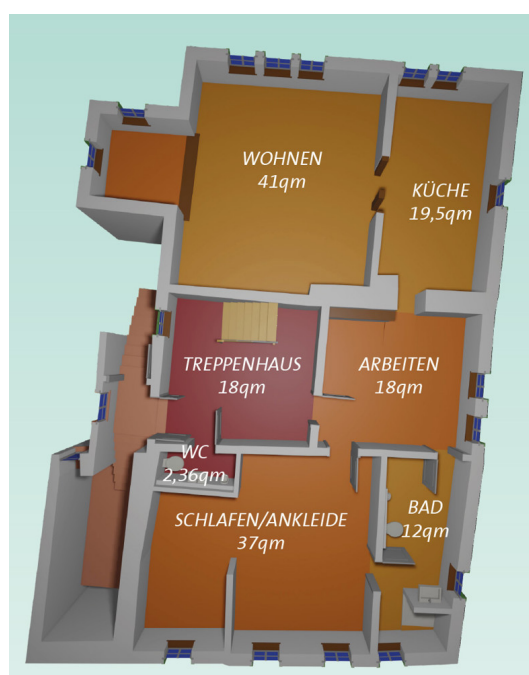 WOHNEN
41qm
KÜCHE
19,5qm
TREPPENHAUS
18qm
ARBEITEN
18qm
WC
2,36qm
SCHLAFEN/ANKLEIDE
37qm
BAD
12qm